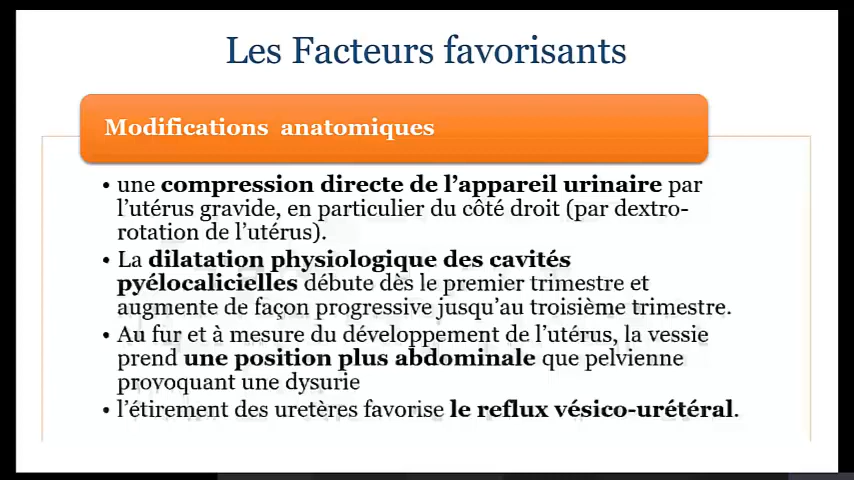 Les Facteurs favorisants
Modifications anatomiques
• une compression directe de l'appareil urinaire par
l'utérus gravide, en particulier du côté droit (par dextro-
rotation de l'utérus).
• La dilatation physiologique des cavités
pyélocalicielles débute dès le premier trimestre et
augmente de façon progressive jusqu'au troisième trimestre.
• Au fur et à mesure du développement de l'utérus, la vessie
prend une position plus abdominale que pelvienne
provoquant une dysurie
• l'étirement des uretères favorise le reflux vésico-urétéral.